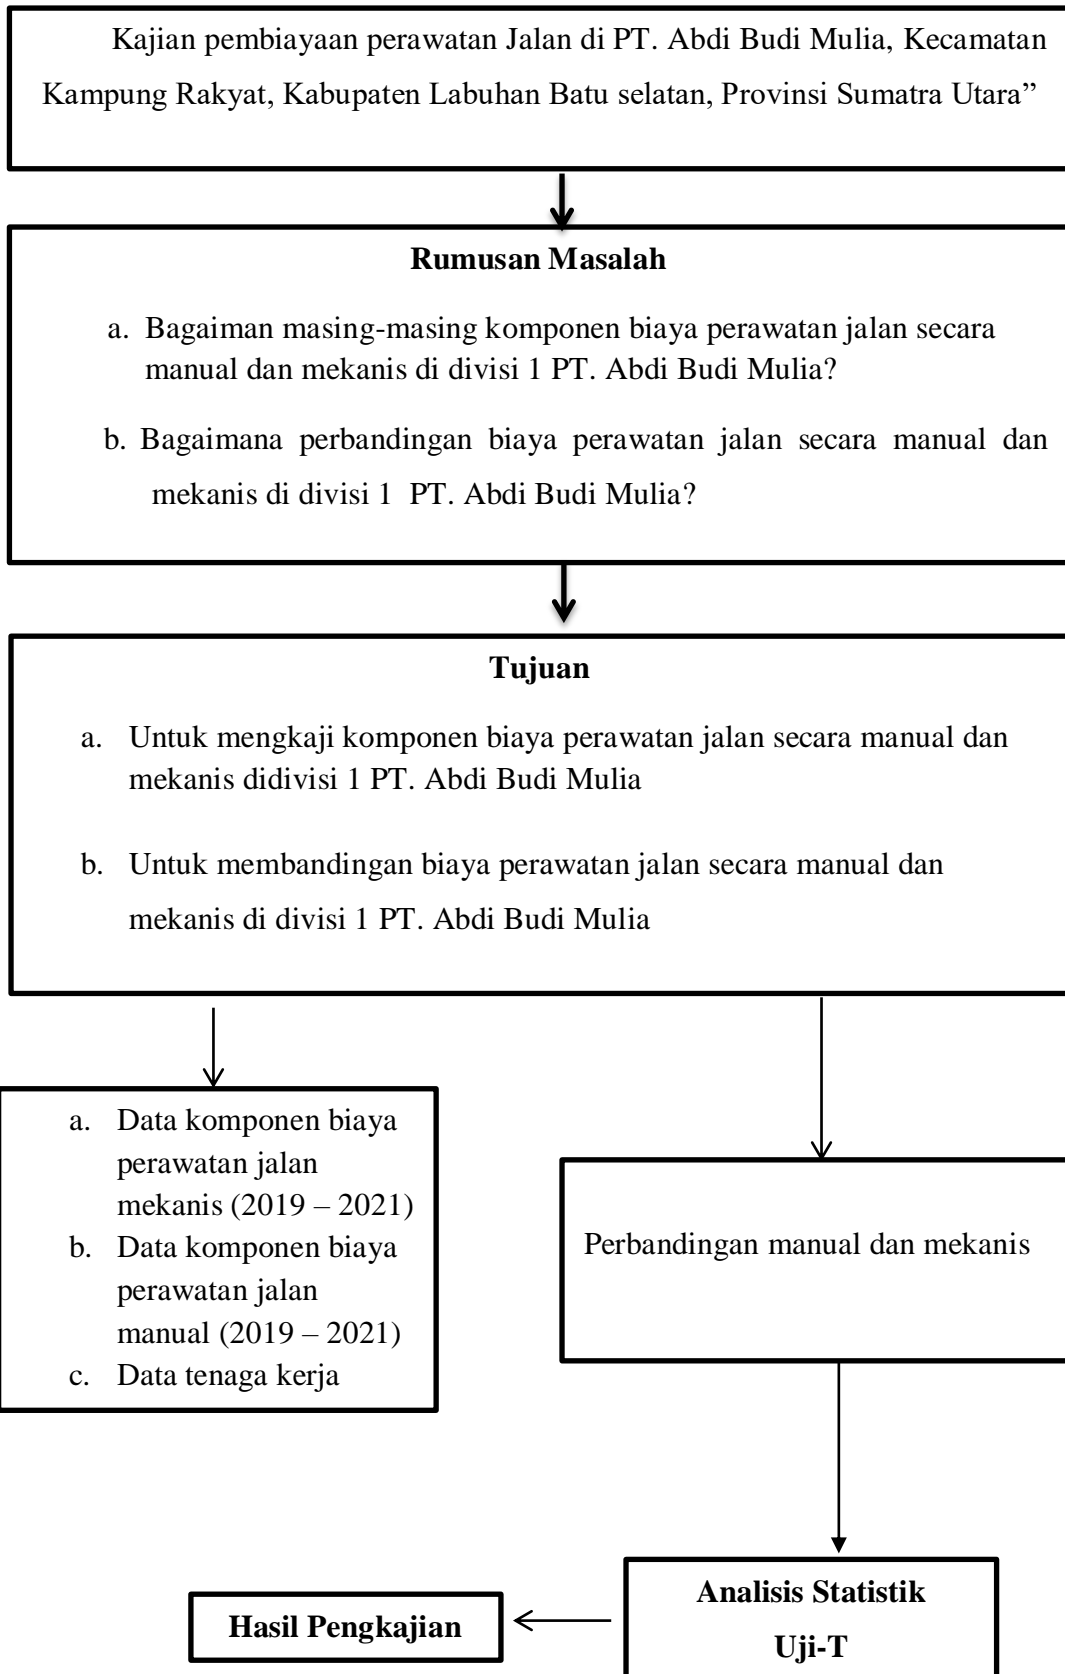 Kajian pembiayaan perawatan Jalan di PT. Abdi Budi Mulia, Kecamatan
Kampung Rakyat, Kabupaten Labuhan Batu selatan, Provinsi Sumatra Utara”
Rumusan Masalah
a. Bagaiman masing-masing komponen biaya perawatan jalan secara
manual dan mekanis di divisi 1 PT. Abdi Budi Mulia?
b. Bagaimana perbandingan biaya perawatan jalan secara manual dan
mekanis di divisi 1 PT. Abdi Budi Mulia?
Tujuan
a. Untuk mengkaji komponen biaya perawatan jalan secara manual dan
mekanis didivisi 1 PT. Abdi Budi Mulia
b. Untuk membandingan biaya perawatan jalan secara manual dan
mekanis di divisi 1 PT. Abdi Budi Mulia
a. Data komponen biaya
perawatan jalan
mekanis (2019 – 2021)
b. Data komponen biaya
perawatan jalan
manual (2019 – 2021)
c. Data tenaga kerja
Perbandingan manual dan mekanis
Analisis Statistik
Uji-T
Hasil Pengkajian